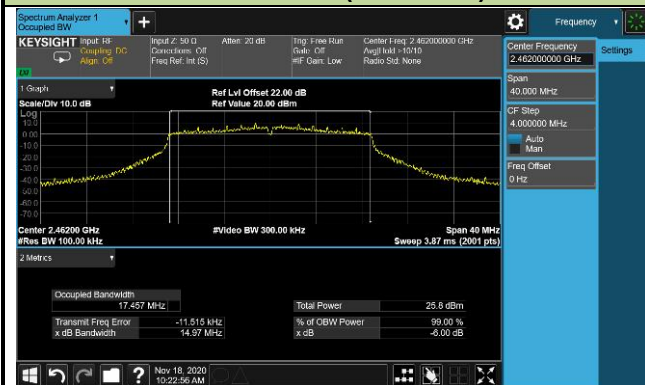 Spectrum Analyzer 1
Occupied BW
+
Frequency
KEYSIGHT Input: RF
Coupling: DC
Align: Off
Input Z: 50 Ω
Corrections: Off
Freq Ref: Int (S)
Atten: 20 dB
Trig: Free Run
Gate: Off
#IF Gain: Low
Center Freq: 2.462000000 GHz
Avg|Hold: >10/10
Radio Std: None
Center Frequency
2.462000000 GHz
Settings
Span
40.000 MHz
CF Step
4.000000 MHz
Auto
Man
Freq Offset
0 Hz
1 Graph
Scale/Div 10.0 dB
Ref Lvl Offset 22.00 dB
Ref Value 20.00 dBm
Log
10.0
0.00
-10.0
-20.0
-30.0
-40.0
-50.0
-60.0
-70.0
Center 2.46200 GHz
#Res BW 100.00 kHz
#Video BW 300.00 kHz
Span 40 MHz
Sweep 3.87 ms (2001 pts)
2 Metrics
Occupied Bandwidth
17.457 MHz
Total Power 25.8 dBm
Transmit Freq Error -11.515 kHz
% of OBW Power 99.00 %
x dB Bandwidth 14.97 MHz
x dB -6.00 dB
?
Nov 18, 2020
10:22:56 AM